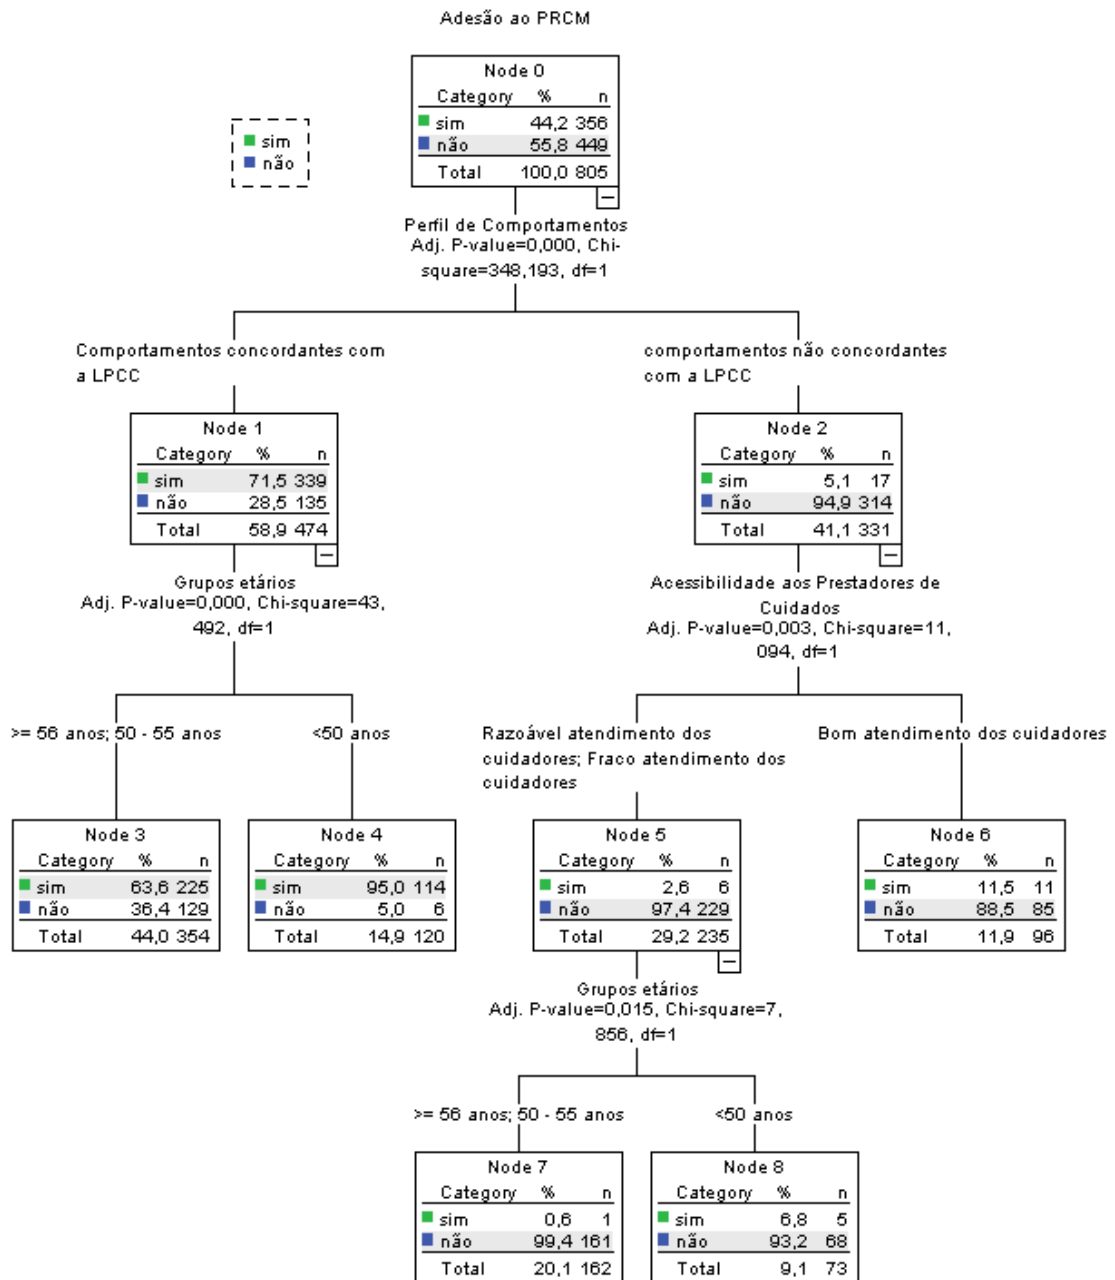 Adesão ao PRCM
sim
não
Node 0
Category % n
sim 44,2 356
não 55,8 449
Total 100,0 805
Perfil de Comportamentos
Adj. P-value=0,000, Chi-
square=348,193, df=1
Comportamentos concordantes com
a LPCC
comportamentos não concordantes
com a LPCC
Node 1
Category % n
sim 71,5 339
não 28,5 135
Total 58,9 474
Node 2
Category % n
sim 5,1 17
não 94,9 314
Total 41,1 331
Grupos etários
Adj. P-value=0,000, Chi-square=43,
492, df=1
Acessibilidade aos Prestadores de
Cuidados
Adj. P-value=0,003, Chi-square=11,
094, df=1
>= 56 anos; 50 - 55 anos
<50 anos
Razoável atendimento dos
cuidadores; Fraco atendimento dos
cuidadores
Bom atendimento dos cuidadores
Node 3
Category % n
sim 63,6 225
não 36,4 129
Total 44,0 354
Node 4
Category % n
sim 95,0 114
não 5,0 6
Total 14,9 120
Node 5
Category % n
sim 2,6 6
não 97,4 229
Total 29,2 235
Node 6
Category % n
sim 11,5 11
não 88,5 85
Total 11,9 96
Grupos etários
Adj. P-value=0,015, Chi-square=7,
856, df=1
>= 56 anos; 50 - 55 anos
<50 anos
Node 7
Category % n
sim 0,6 1
não 99,4 161
Total 20,1 162
Node 8
Category % n
sim 6,8 5
não 93,2 68
Total 9,1 73